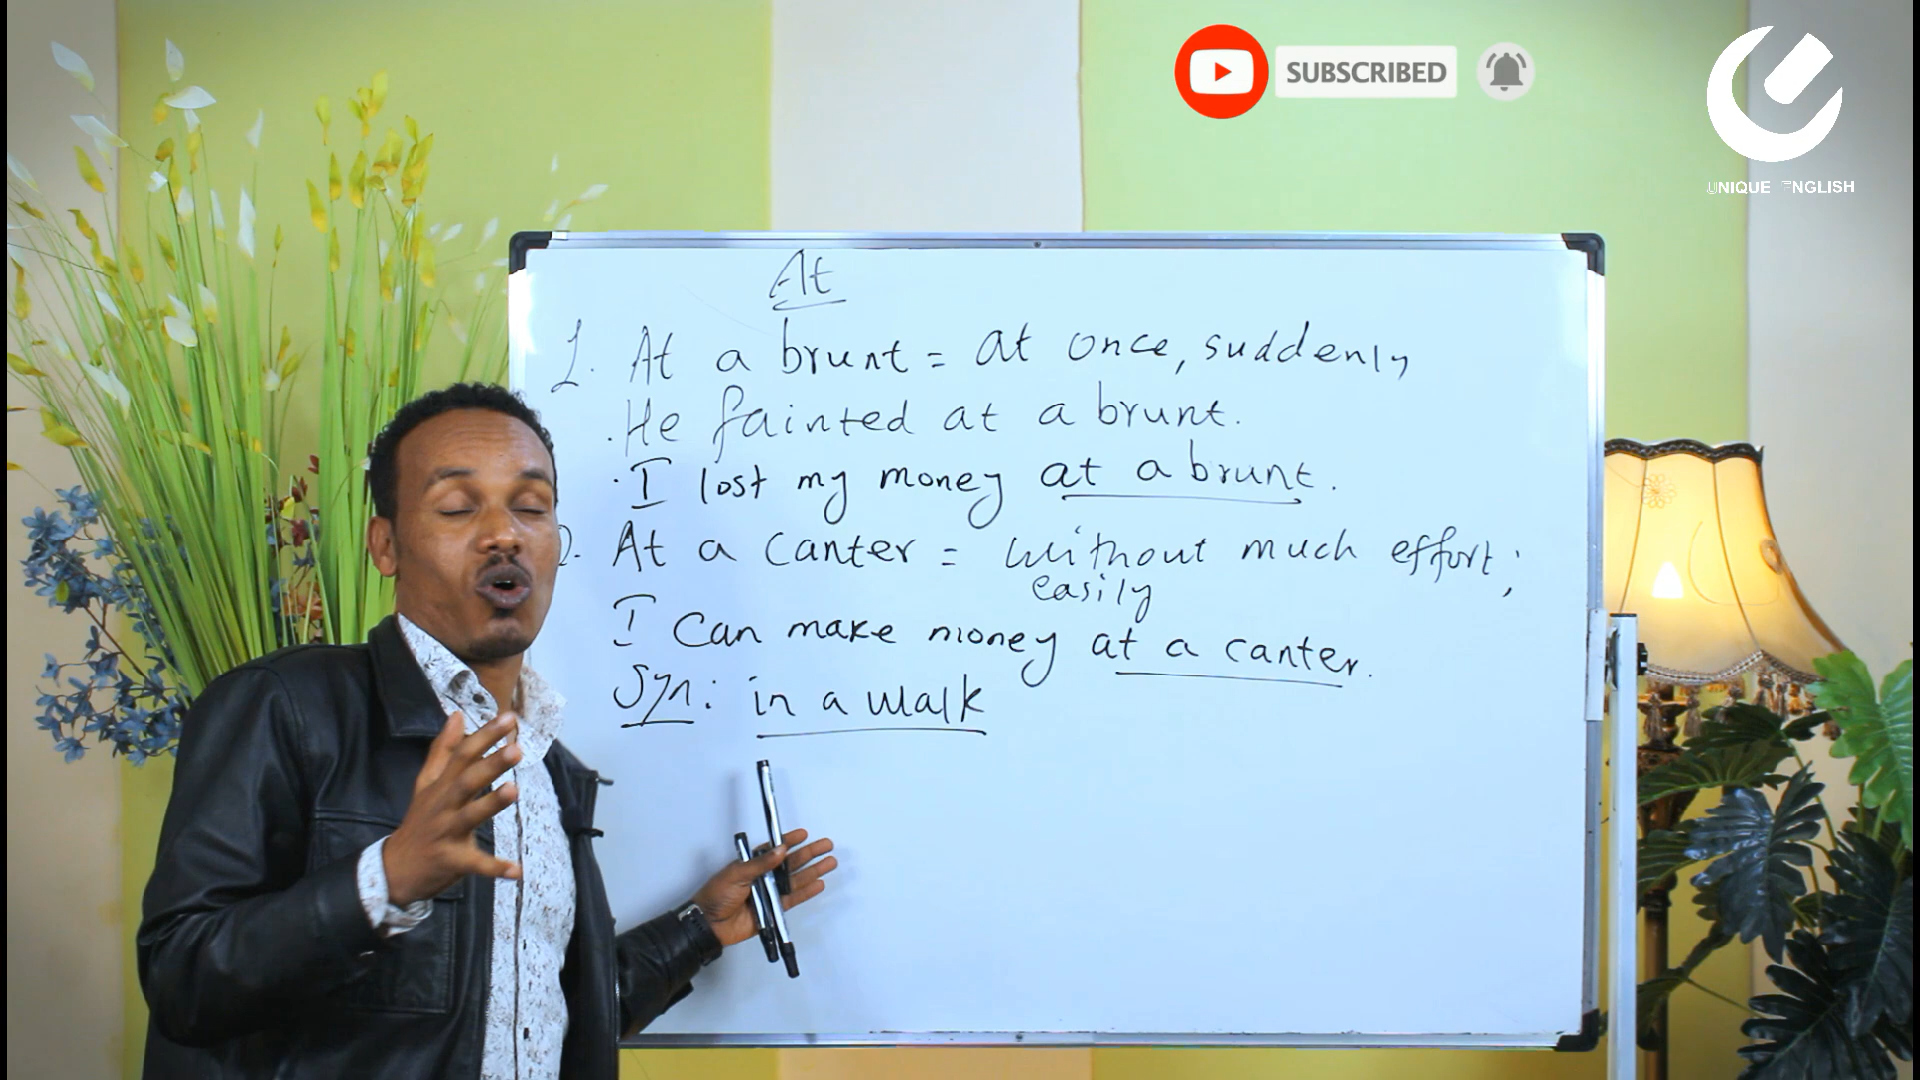 SUBSCRIBED
UNIQUE ENGLISH
At
1. At a brunt = at once, suddenly
. He fainted at a brunt.
. I lost my money at a brunt.
2. At a canter = without much effort;
easily
I can make money at a canter.
Syn: in a walk